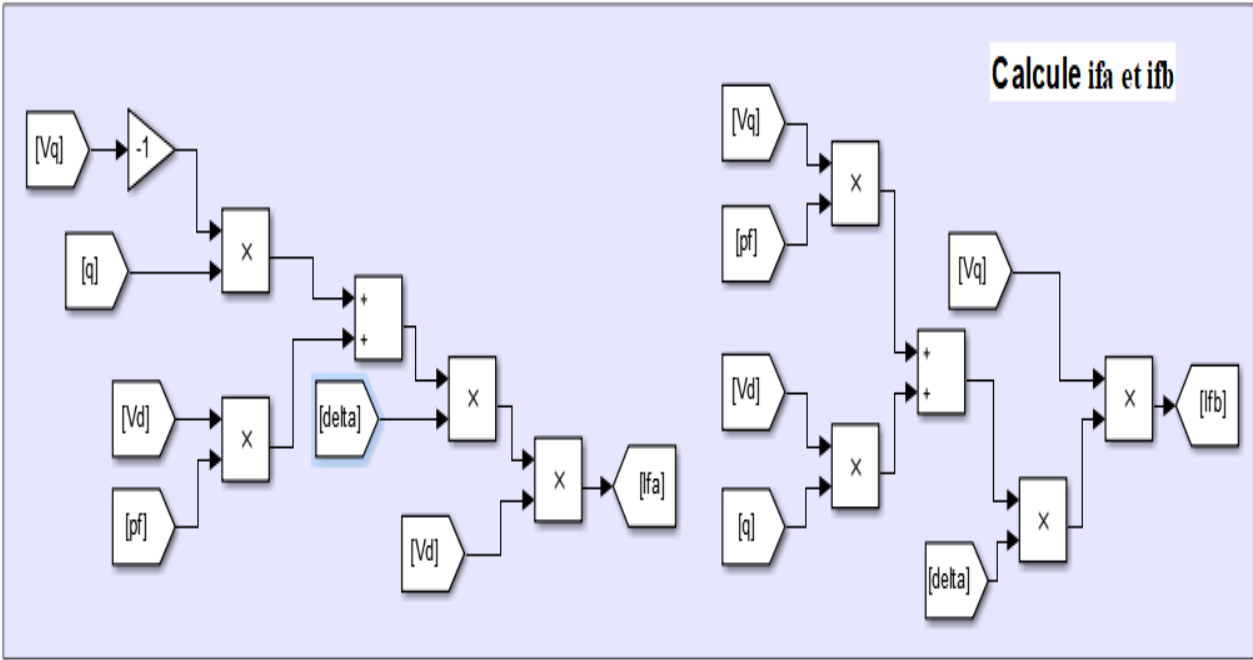 Calcule ifa et ifb
[Vq]
-1
[q]
×
+
+
[Vd]
[pf]
×
[delta]
×
[Vd]
×
[Ifa]
[Vq]
[pf]
×
[Vd]
[q]
×
+
+
[Vq]
[delta]
×
×
[Ifb]